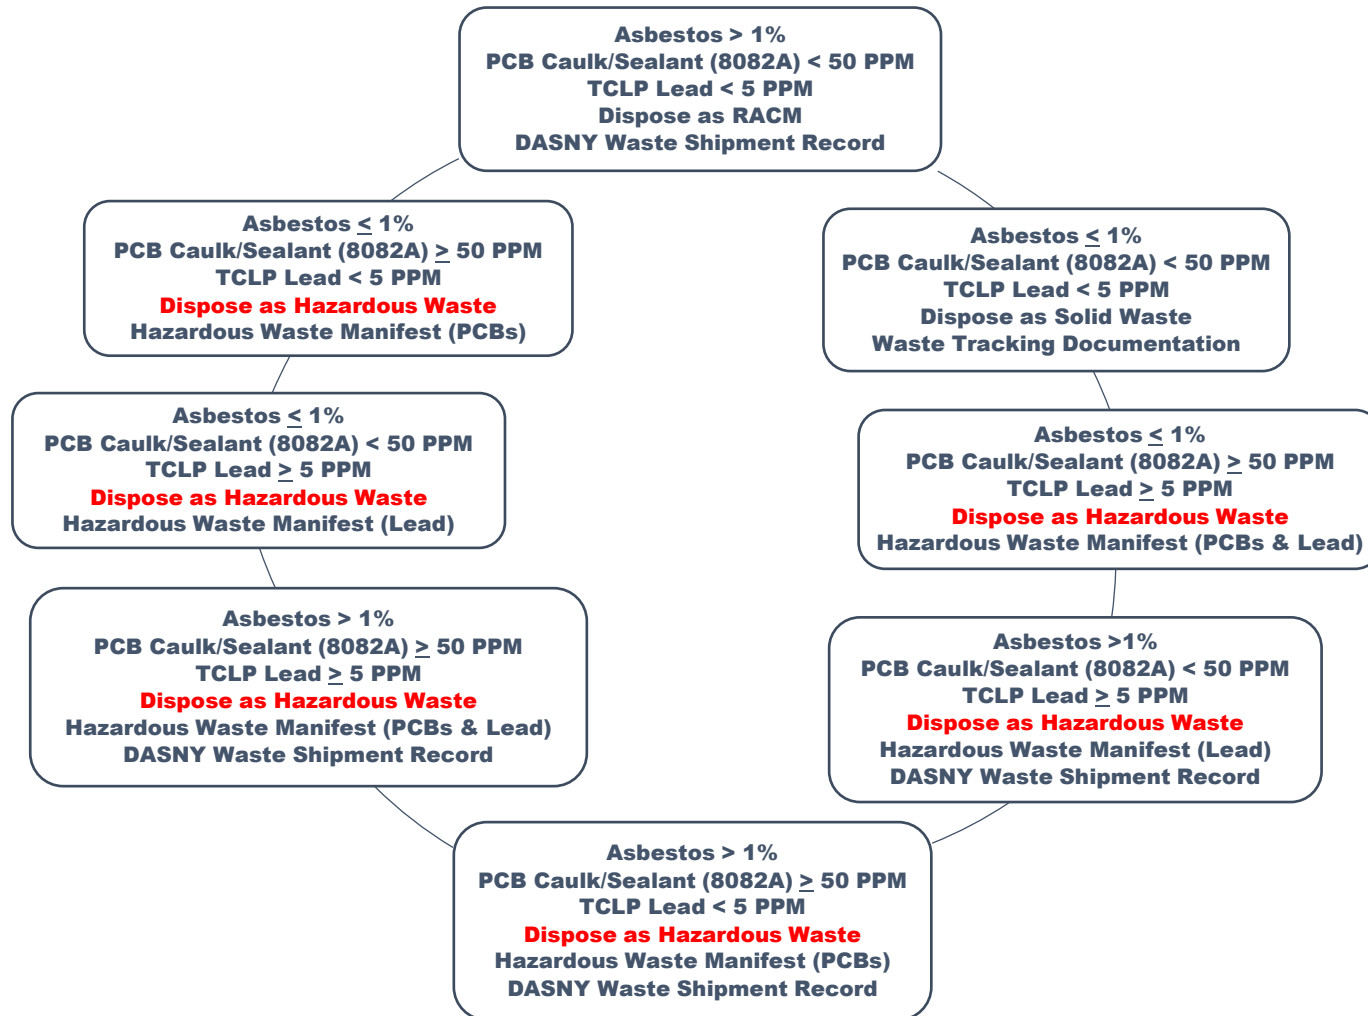 Asbestos > 1%
PCB Caulk/Sealant (8082A) < 50 PPM
TCLP Lead < 5 PPM
Dispose as RACM
DASNY Waste Shipment Record
Asbestos ≤ 1%
PCB Caulk/Sealant (8082A) ≥ 50 PPM
TCLP Lead < 5 PPM
Dispose as Hazardous Waste
Hazardous Waste Manifest (PCBs)
Asbestos ≤ 1%
PCB Caulk/Sealant (8082A) < 50 PPM
TCLP Lead < 5 PPM
Dispose as Solid Waste
Waste Tracking Documentation
Asbestos ≤ 1%
PCB Caulk/Sealant (8082A) < 50 PPM
TCLP Lead ≥ 5 PPM
Dispose as Hazardous Waste
Hazardous Waste Manifest (Lead)
Asbestos ≤ 1%
PCB Caulk/Sealant (8082A) ≥ 50 PPM
TCLP Lead ≥ 5 PPM
Dispose as Hazardous Waste
Hazardous Waste Manifest (PCBs & Lead)
Asbestos > 1%
PCB Caulk/Sealant (8082A) ≥ 50 PPM
TCLP Lead ≥ 5 PPM
Dispose as Hazardous Waste
Hazardous Waste Manifest (PCBs & Lead)
DASNY Waste Shipment Record
Asbestos >1%
PCB Caulk/Sealant (8082A) < 50 PPM
TCLP Lead ≥ 5 PPM
Dispose as Hazardous Waste
Hazardous Waste Manifest (Lead)
DASNY Waste Shipment Record
Asbestos > 1%
PCB Caulk/Sealant (8082A) ≥ 50 PPM
TCLP Lead < 5 PPM
Dispose as Hazardous Waste
Hazardous Waste Manifest (PCBs)
DASNY Waste Shipment Record